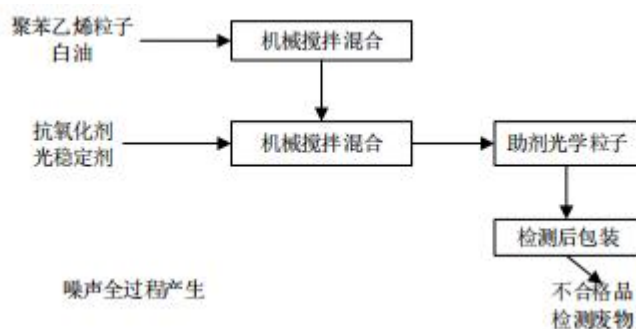 聚苯乙烯粒子
白油
机械搅拌混合
抗氧化剂
光稳定剂
机械搅拌混合
助剂光学粒子
检测后包装
噪声全过程产生
不合格品
检测废物